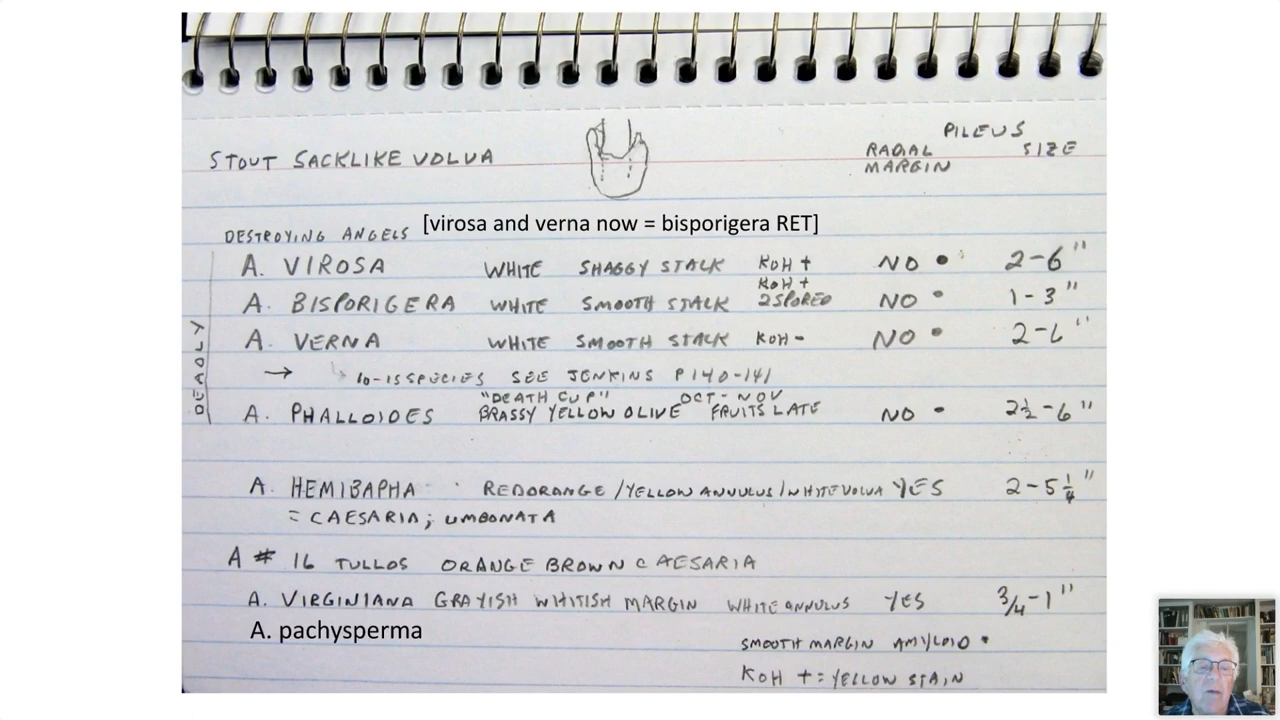 PILEUS
STOUT SACKLIKE VOLVA RADIAL MARGIN SIZE
DESTROYING ANGELS [virosa and verna now = bisporigera RET]
DEADLY
A. VIROSA WHITE SHAGGY STALK KOH + NO • 2-6"
A. BISPORIGERA WHITE SMOOTH STALK KOH + 2 SPORED NO • 1-3"
A. VERNA WHITE SMOOTH STALK KOH - NO • 2-6"
→ 10-15 SPECIES SEE JENKINS P 140-141
"DEATH CUP" OCT-NOV
A. PHALLOIDES BRASSY YELLOW OLIVE FRUITS LATE NO • 2½-6"
A. HEMIBAPHA REDORANGE/YELLOW ANNULUS/WHITE VOLVA YES 2-5¼"
= CAESARIA; UMBONATA
A # 16 TULLOS ORANGE BROWN CAESARIA
A. VIRGINIANA GRAYISH WHITISH MARGIN WHITE ANNULUS YES ¾-1"
A. pachysperma
SMOOTH MARGIN AMYLOID •
KOH += YELLOW STAIN